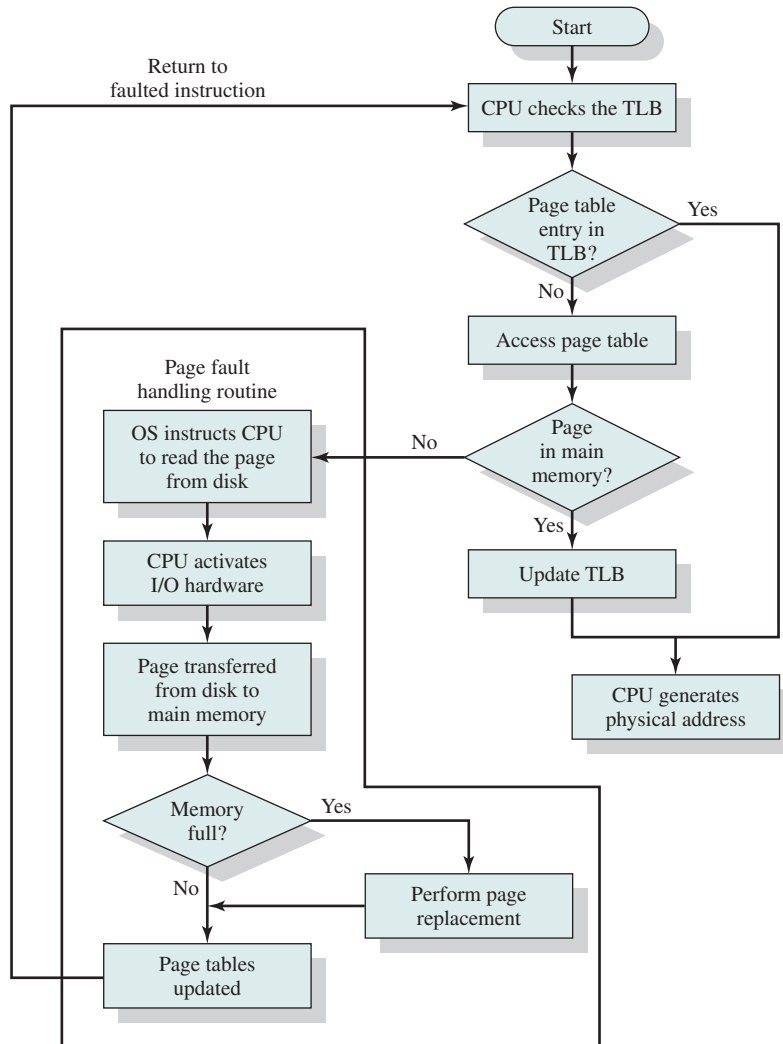 Start
Return to
faulted instruction
CPU checks the TLB
Page table
entry in
TLB?
Yes
No
Access page table
Page fault
handling routine
OS instructs CPU
to read the page
from disk
No
Page
in main
memory?
Yes
CPU activates
I/O hardware
Update TLB
Page transferred
from disk to
main memory
CPU generates
physical address
Memory
full?
Yes
No
Perform page
replacement
Page tables
updated